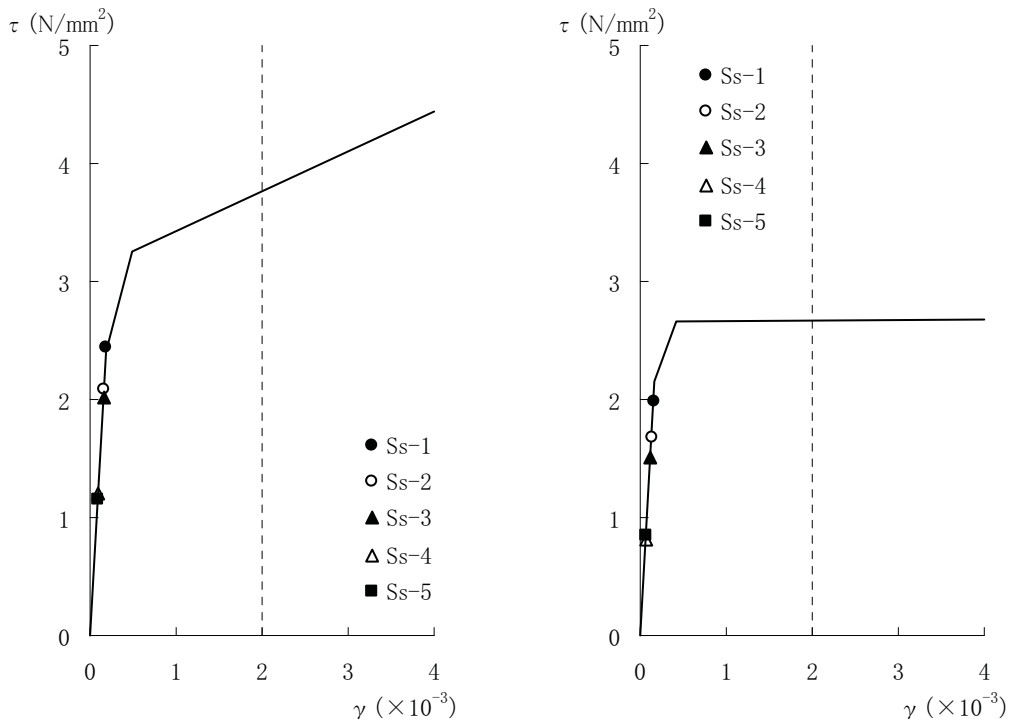 τ (N/mm²)
5
4
3
2
1
0
0 1 2 3 4
γ (×10⁻³)
Ss-1
Ss-2
Ss-3
Ss-4
Ss-5
τ (N/mm²)
5
4
3
2
1
0
0 1 2 3 4
γ (×10⁻³)
Ss-1
Ss-2
Ss-3
Ss-4
Ss-5